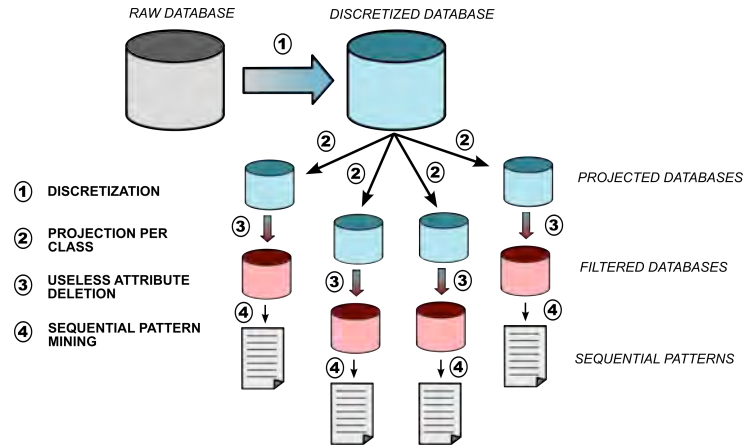 RAW DATABASE
DISCRETIZED DATABASE
1
2
2
2
2
PROJECTED DATABASES
1 DISCRETIZATION
3
3
2 PROJECTION PER
CLASS
FILTERED DATABASES
3
3
3 USELESS ATTRIBUTE
DELETION
4
4
4 SEQUENTIAL PATTERN
MINING
SEQUENTIAL PATTERNS
4
4